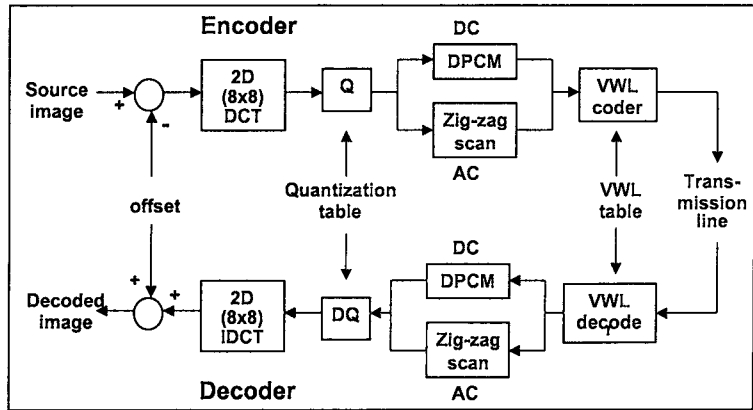 Encoder
DC
DPCM
Source
image
+
-
2D
(8x8)
DCT
Q
Zig-zag
scan
AC
VWL
coder
offset
Quantization
table
VWL
table
Trans-
mission
line
DC
DPCM
Decoded
image
+
+
2D
(8x8)
IDCT
DQ
Zig-zag
scan
AC
VWL
decode
Decoder